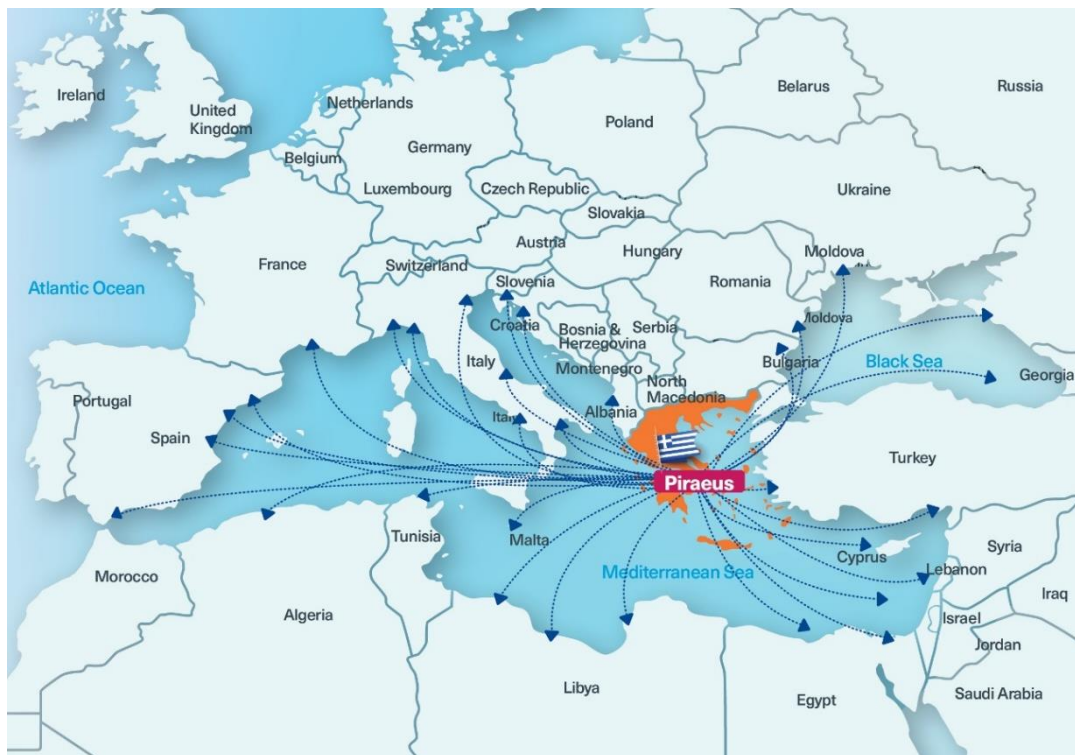 Ireland
United
Kingdom
Netherlands
Belgium
Luxembourg
Germany
Poland
Belarus
Russia
Czech Republic
Slovakia
Ukraine
Austria
Hungary
Moldova
France
Switzerland
Slovenia
Romania
Atlantic Ocean
Croatia
Bosnia &
Herzegovina
Serbia
Moldova
Italy
Montenegro
Bulgaria
Black Sea
Georgia
North
Macedonia
Portugal
Spain
Albania
Turkey
Piraeus
Tunisia
Malta
Cyprus
Syria
Lebanon
Mediterranean Sea
Morocco
Algeria
Iraq
Israel
Jordan
Libya
Egypt
Saudi Arabia